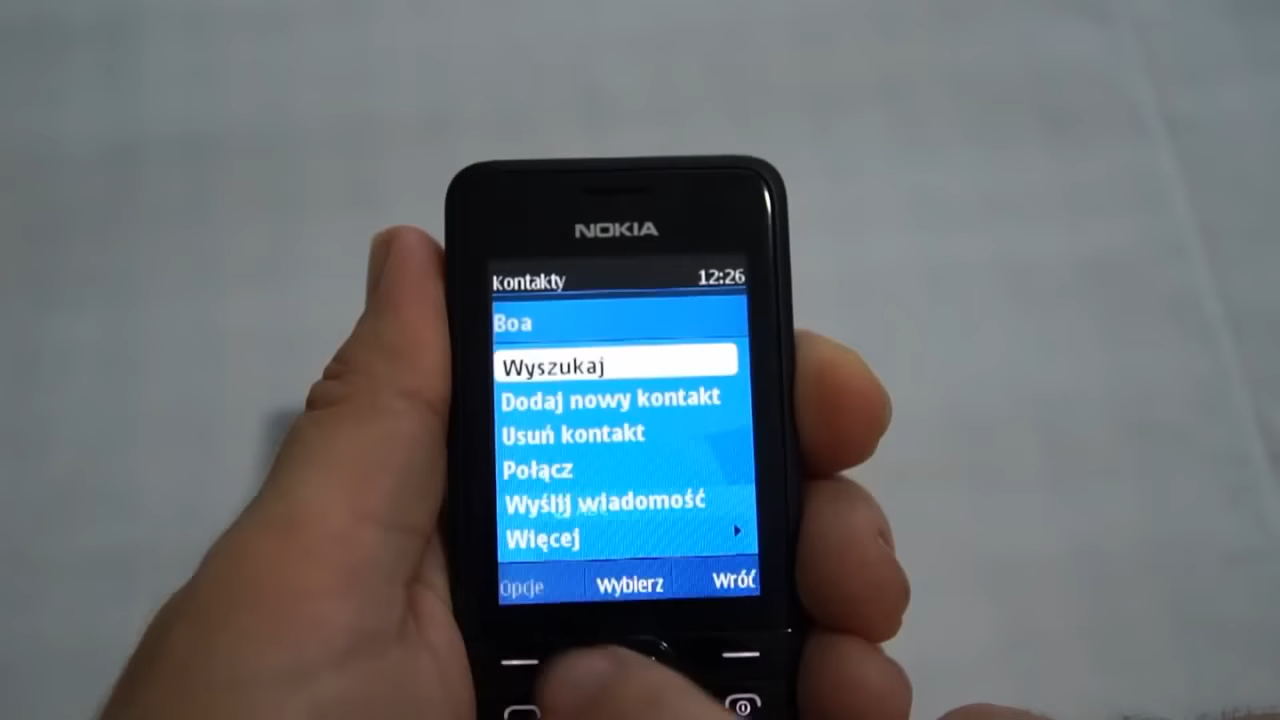 NOKIA
Kontakty 12:26
Boa
Wyszukaj
Dodaj nowy kontakt
Usuń kontakt
Połącz
Wyślij wiadomość
Więcej
Opcje Wybierz Wróć